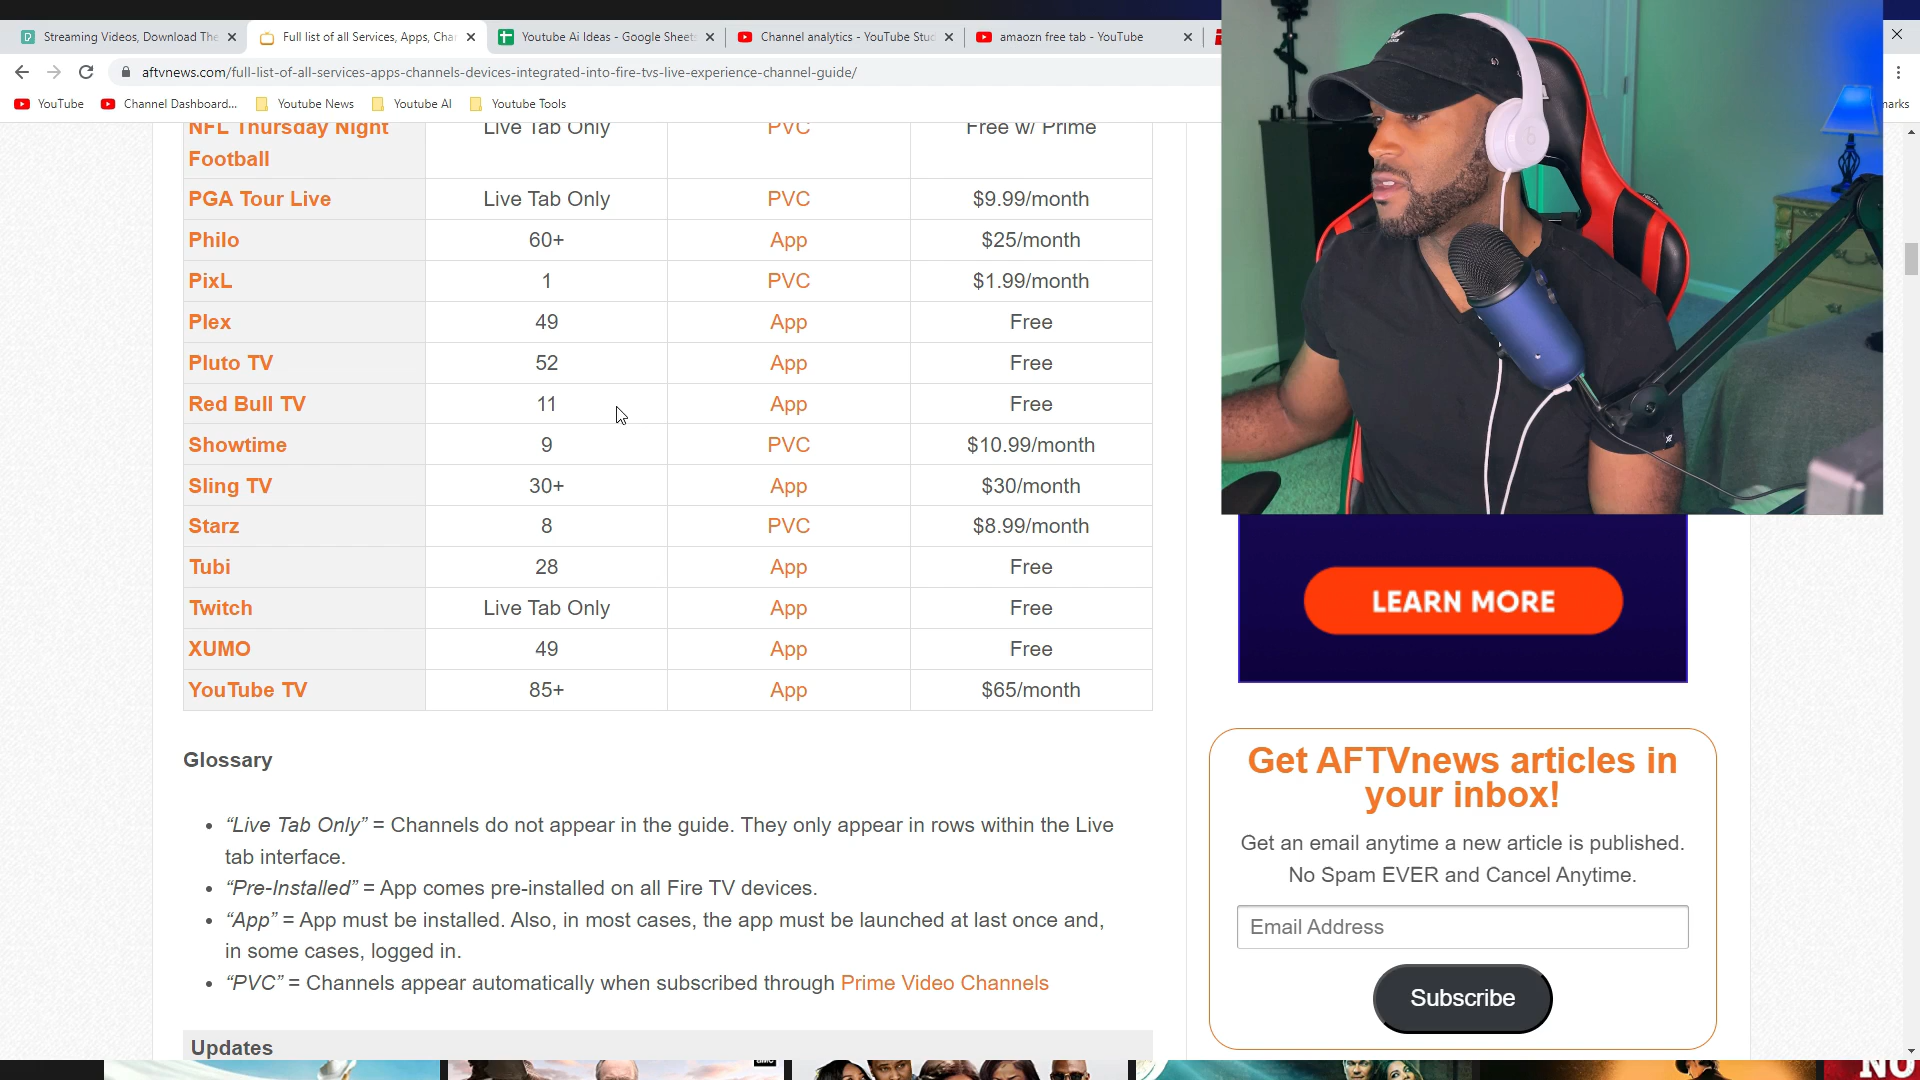 Streaming Videos, Download The
Full list of all Services, Apps, Cha
Youtube Ai Ideas - Google Sheets
Channel analytics - YouTube Stud
amaozn free tab - YouTube
aftvnews.com/full-list-of-all-services-apps-channels-devices-integrated-into-fire-tvs-live-experience-channel-guide/
YouTube
Channel Dashboard...
Youtube News
Youtube AI
Youtube Tools
NFL Thursday Night Live Tab Only PVC Free w/ Prime
Football
PGA Tour Live Live Tab Only PVC $9.99/month
Philo 60+ App $25/month
PixL 1 PVC $1.99/month
Plex 49 App Free
Pluto TV 52 App Free
Red Bull TV 11 App Free
Showtime 9 PVC $10.99/month
Sling TV 30+ App $30/month
Starz 8 PVC $8.99/month
Tubi 28 App Free
Twitch Live Tab Only App Free
XUMO 49 App Free
YouTube TV 85+ App $65/month
Glossary
• “Live Tab Only” = Channels do not appear in the guide. They only appear in rows within the Live
tab interface.
• “Pre-Installed” = App comes pre-installed on all Fire TV devices.
• “App” = App must be installed. Also, in most cases, the app must be launched at last once and,
in some cases, logged in.
• “PVC” = Channels appear automatically when subscribed through Prime Video Channels
Updates
LEARN MORE
Get AFTVnews articles in
your inbox!
Get an email anytime a new article is published.
No Spam EVER and Cancel Anytime.
Email Address
Subscribe